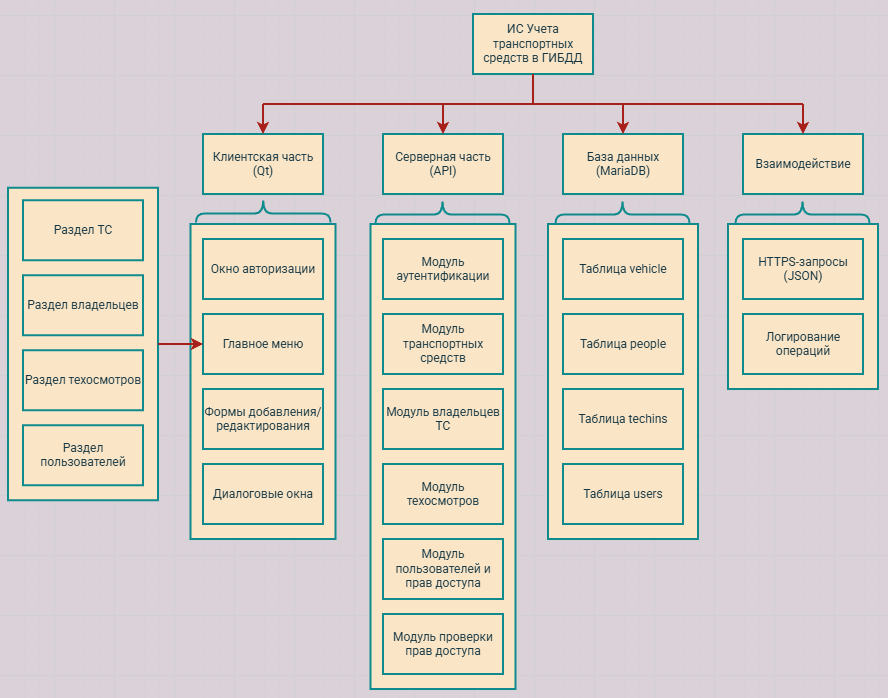 ИС Учета
транспортных
средств в ГИБДД
Клиентская часть
(Qt)
Серверная часть
(API)
База данных
(MariaDB)
Взаимодействие
Раздел ТС
Раздел владельцев
Раздел техосмотров
Раздел
пользователей
Окно авторизации
Главное меню
Формы добавления/
редактирования
Диалоговые окна
Модуль
аутентификации
Модуль
транспортных
средств
Модуль владельцев
ТС
Модуль
техосмотров
Модуль
пользователей и
прав доступа
Модуль проверки
прав доступа
Таблица vehicle
Таблица people
Таблица techins
Таблица users
HTTPS-запросы
(JSON)
Логирование
операций